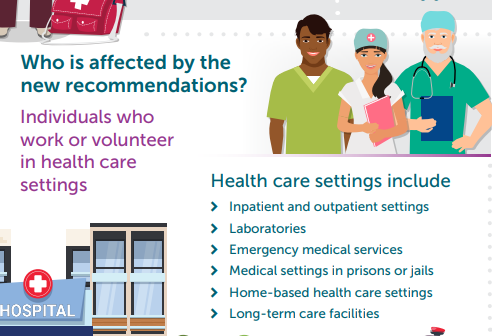 Who is affected by the
new recommendations?
Individuals who
work or volunteer
in health care
settings
Health care settings include
Inpatient and outpatient settings
Laboratories
Emergency medical services
Medical settings in prisons or jails
Home-based health care settings
Long-term care facilities
HOSPITAL